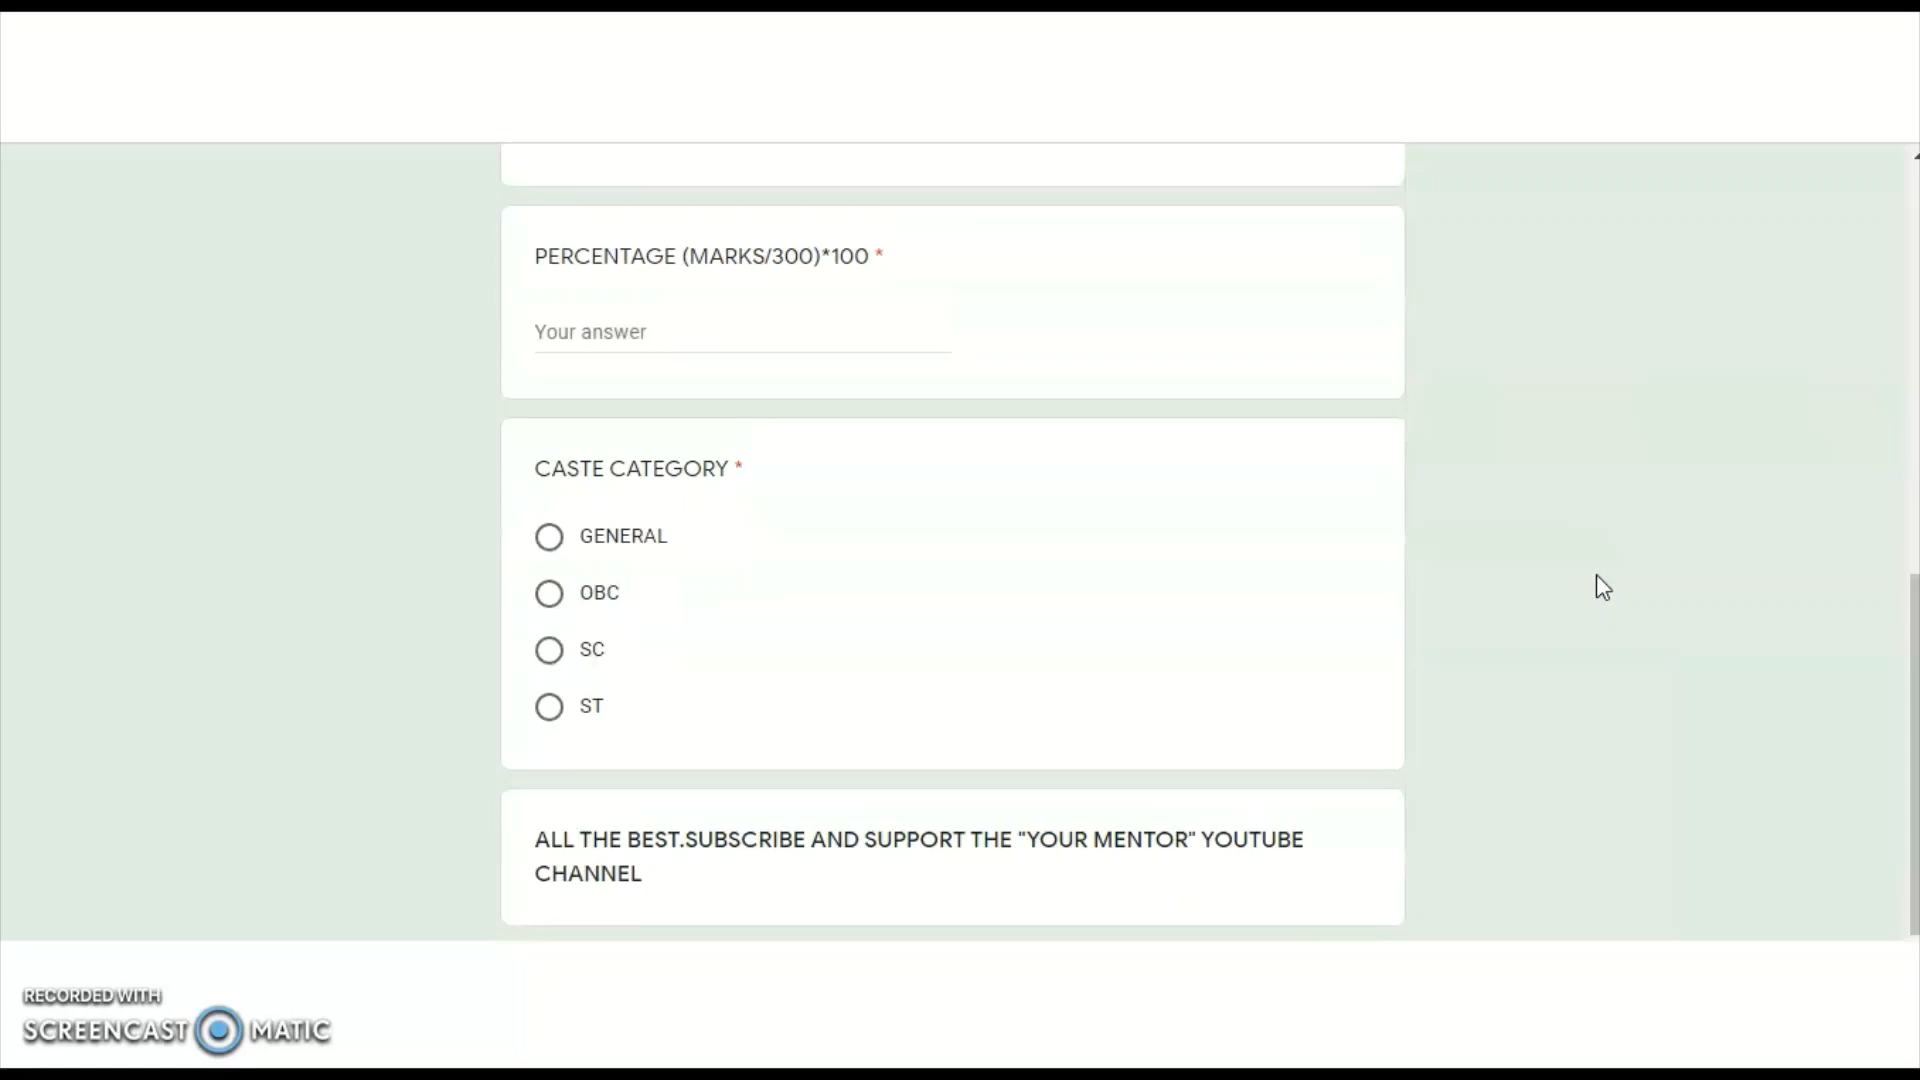 PERCENTAGE (MARKS/300)*100 *
Your answer
CASTE CATEGORY *
GENERAL
OBC
SC
ST
ALL THE BEST.SUBSCRIBE AND SUPPORT THE "YOUR MENTOR" YOUTUBE
CHANNEL
RECORDED WITH
SCREENCAST MATIC